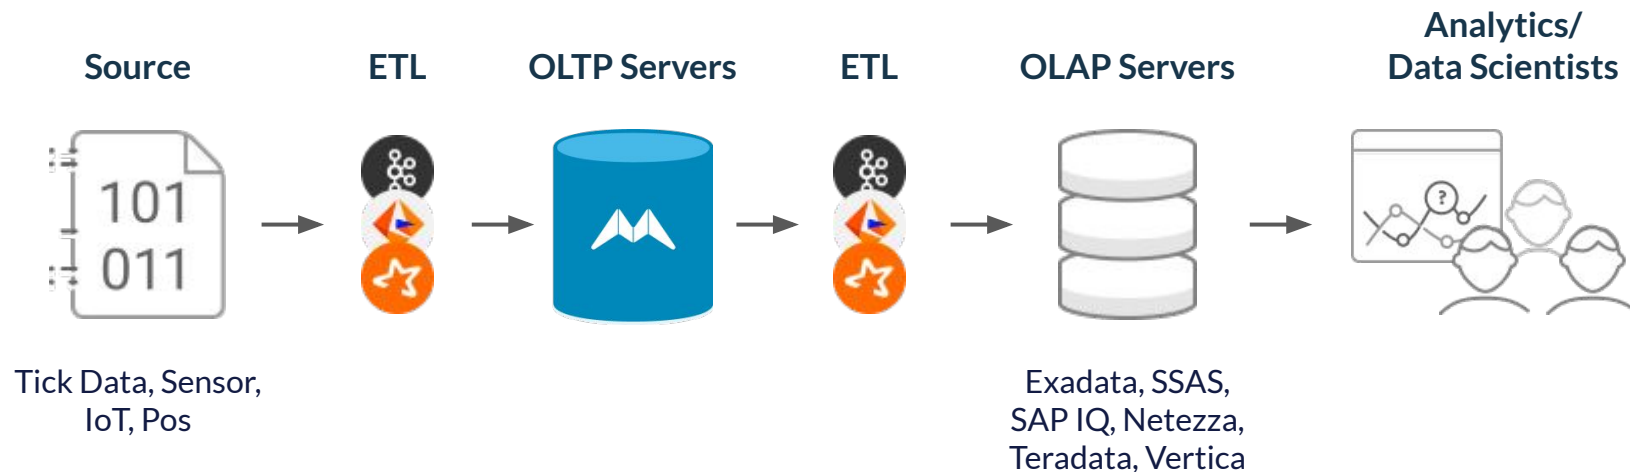 Source
ETL
OLTP Servers
ETL
OLAP Servers
Analytics/
Data Scientists
101
011
?
Tick Data, Sensor,
IoT, Pos
Exadata, SSAS,
SAP IQ, Netezza,
Teradata, Vertica